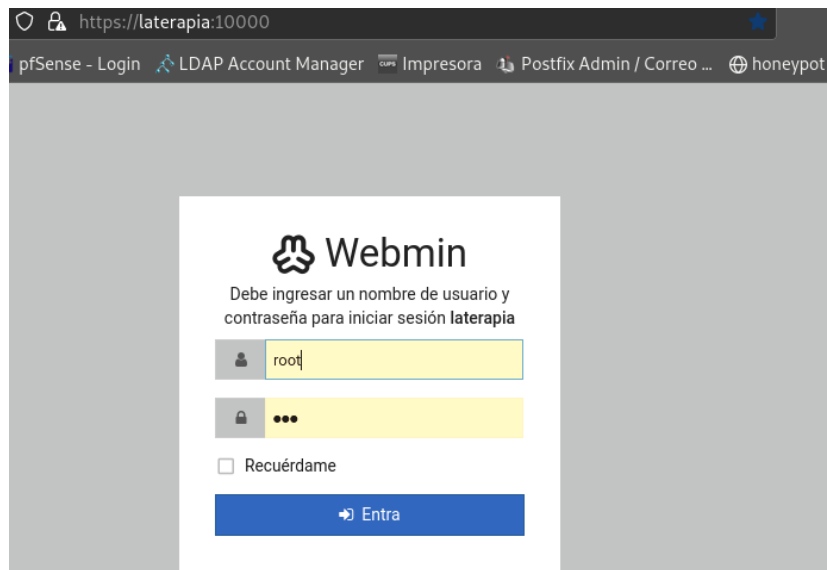 https://laterapia:10000
pfSense - Login LDAP Account Manager CUPS Impresora Postfix Admin / Correo ... honeypot
Webmin
Debe ingresar un nombre de usuario y
contraseña para iniciar sesión laterapia
root
•••
Recuérdame
Entra